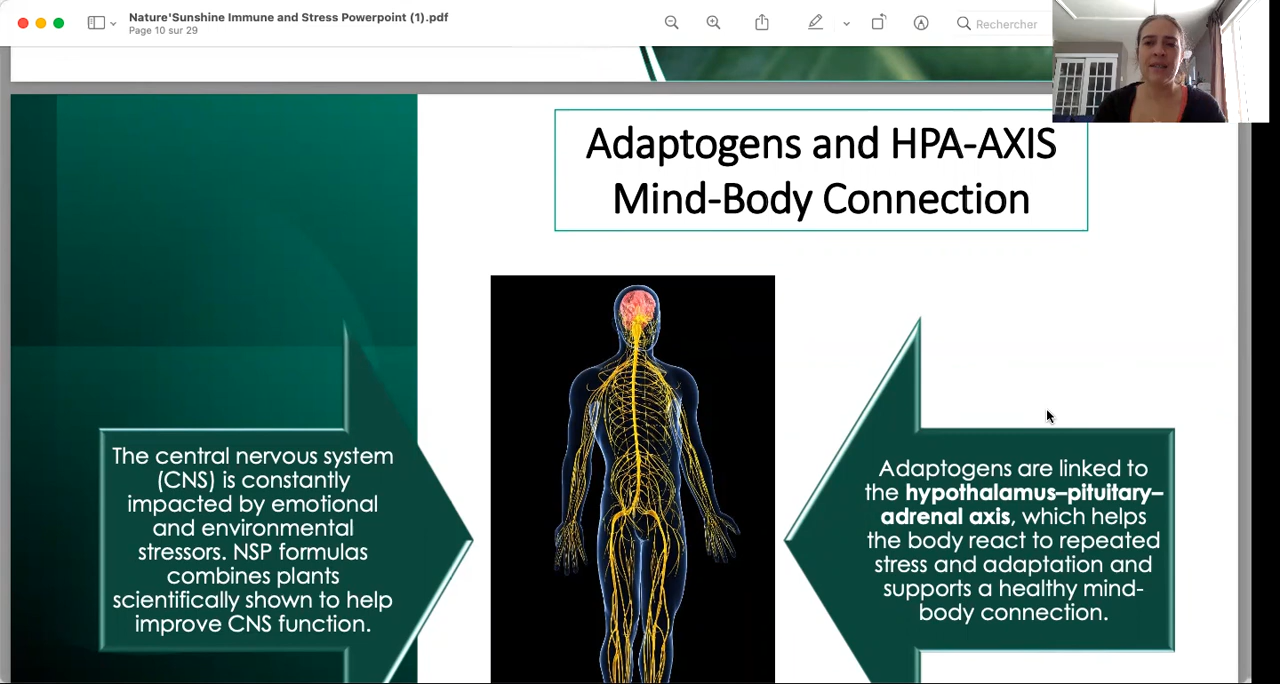 Nature'Sunshine Immune and Stress Powerpoint (1).pdf
Page 10 sur 29
Rechercher
Adaptogens and HPA-AXIS
Mind-Body Connection
The central nervous system
(CNS) is constantly
impacted by emotional
and environmental
stressors. NSP formulas
combines plants
scientifically shown to help
improve CNS function.
Adaptogens are linked to
the hypothalamus–pituitary–
adrenal axis, which helps
the body react to repeated
stress and adaptation and
supports a healthy mind-
body connection.